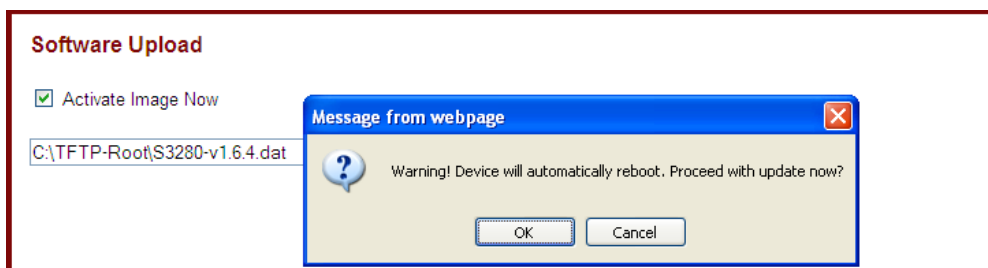 Software Upload
Activate Image Now
Message from webpage
C:\TFTP-Root\S3280-v1.6.4.dat
Warning! Device will automatically reboot. Proceed with update now?
OK
Cancel